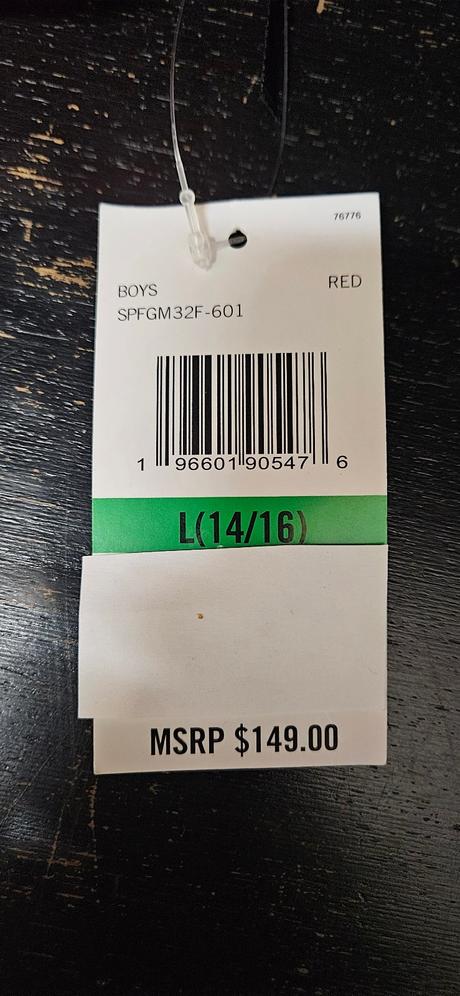 76776
BOYS RED
SPFGM32F-601
1 96601 90547 6
L(14/16)
MSRP $149.00